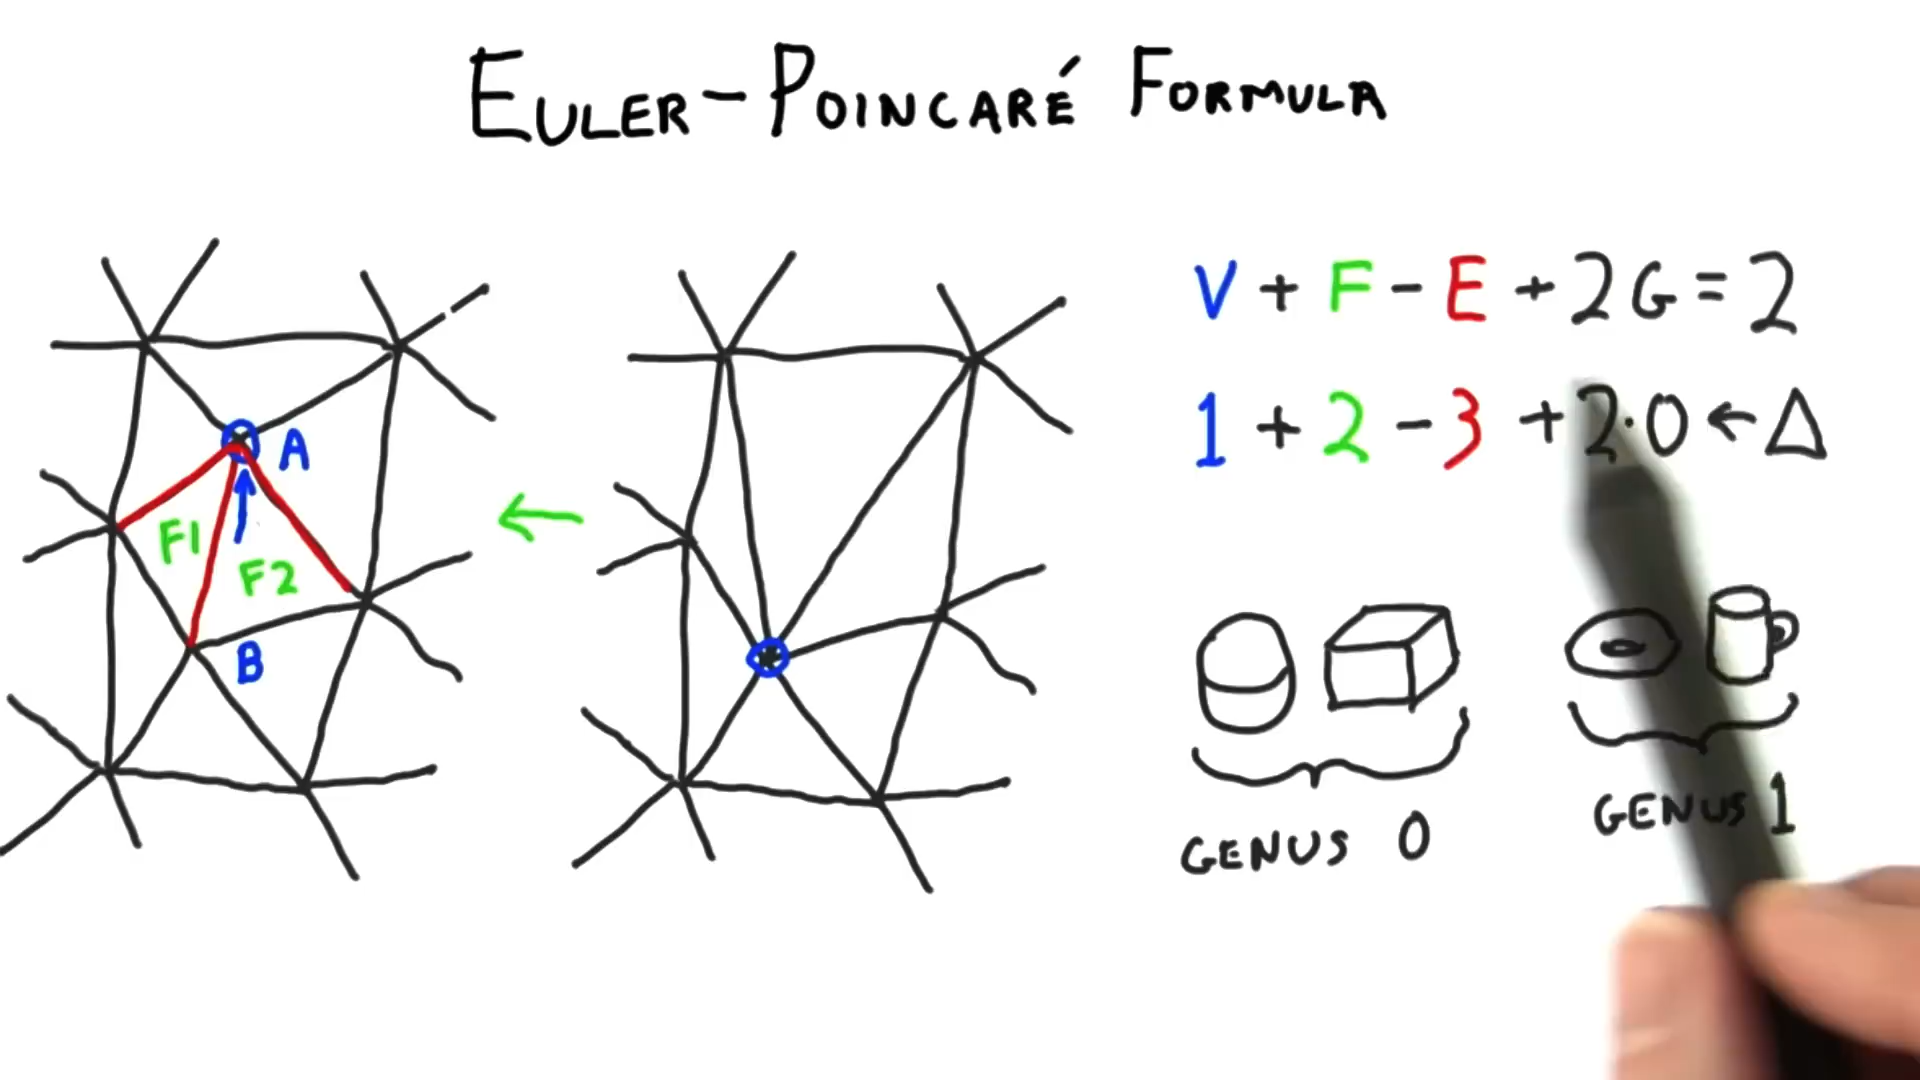 EULER-POINCARÉ FORMULA
V + F - E + 2G = 2
1 + 2 - 3 + 2·0 ← Δ
A
F1
F2
B
GENUS 0
GENUS 1